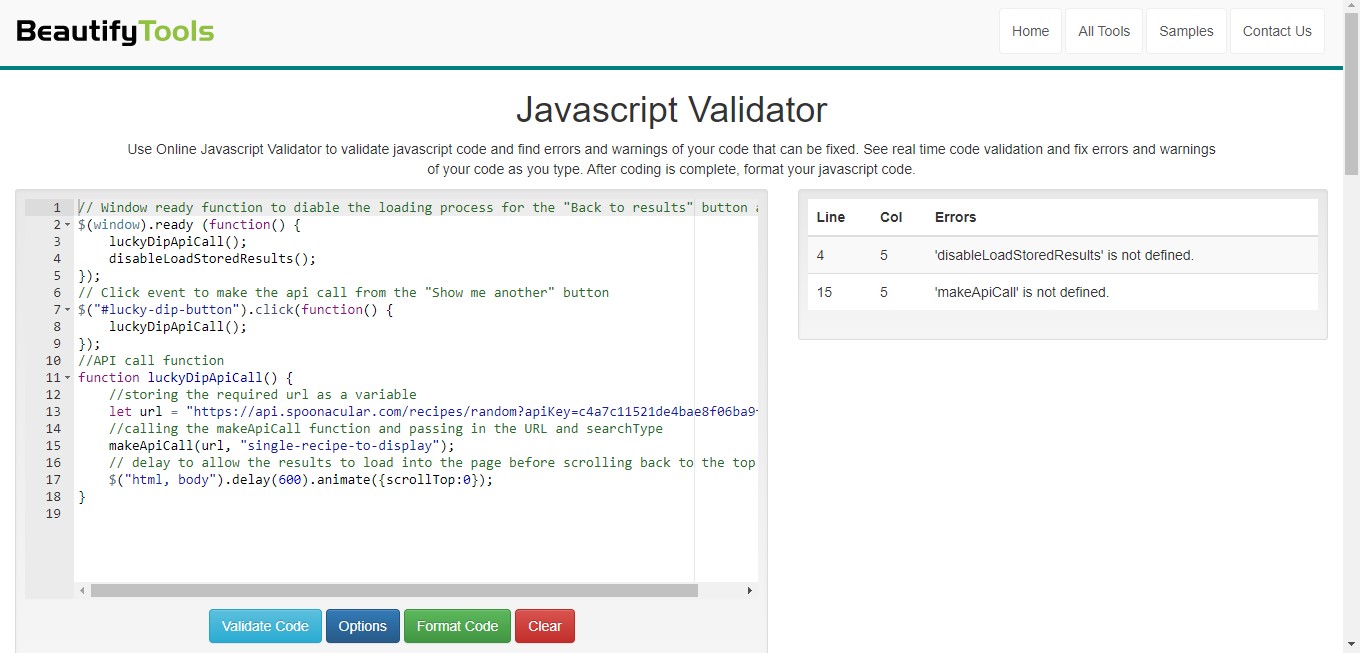 BeautifyTools
Home All Tools Samples Contact Us
Javascript Validator
Use Online Javascript Validator to validate javascript code and find errors and warnings of your code that can be fixed. See real time code validation and fix errors and warnings
of your code as you type. After coding is complete, format your javascript code.
1 // Window ready function to diable the loading process for the "Back to results" button
2 $(window).ready (function() {
3 luckyDipApiCall();
4 disableLoadStoredResults();
5 });
6 // Click event to make the api call from the "Show me another" button
7 $("#lucky-dip-button").click(function() {
8 luckyDipApiCall();
9 });
10 //API call function
11 function luckyDipApiCall() {
12 //storing the required url as a variable
13 let url = "https://api.spoonacular.com/recipes/random?apiKey=c4a7c11521de4bae8f06ba9
14 //calling the makeApiCall function and passing in the URL and searchType
15 makeApiCall(url, "single-recipe-to-display");
16 // delay to allow the results to load into the page before scrolling back to the top
17 $("html, body").delay(600).animate({scrollTop:0});
18 }
19
Line Col Errors
4 5 'disableLoadStoredResults' is not defined.
15 5 'makeApiCall' is not defined.
Validate Code Options Format Code Clear